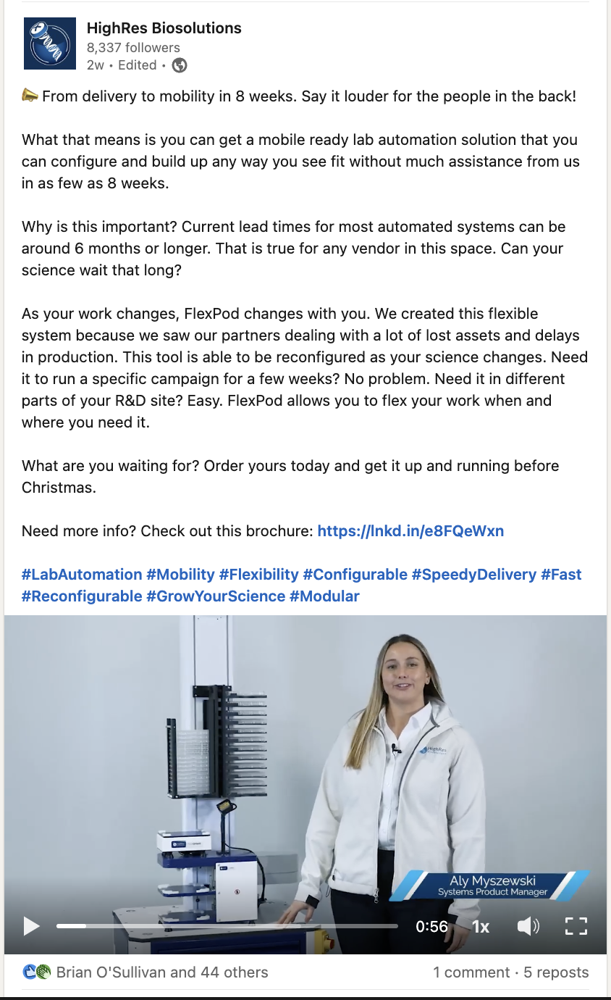 HighRes Biosolutions
8,337 followers
2w • Edited •
From delivery to mobility in 8 weeks. Say it louder for the people in the back!
What that means is you can get a mobile ready lab automation solution that you
can configure and build up any way you see fit without much assistance from us
in as few as 8 weeks.
Why is this important? Current lead times for most automated systems can be
around 6 months or longer. That is true for any vendor in this space. Can your
science wait that long?
As your work changes, FlexPod changes with you. We created this flexible
system because we saw our partners dealing with a lot of lost assets and delays
in production. This tool is able to be reconfigured as your science changes. Need
it to run a specific campaign for a few weeks? No problem. Need it in different
parts of your R&D site? Easy. FlexPod allows you to flex your work when and
where you need it.
What are you waiting for? Order yours today and get it up and running before
Christmas.
Need more info? Check out this brochure: https://lnkd.in/e8FQeWxn
#LabAutomation #Mobility #Flexibility #Configurable #SpeedyDelivery #Fast
#Reconfigurable #GrowYourScience #Modular
HighRes
Aly Myszewski
Systems Product Manager
0:56 1x
Brian O'Sullivan and 44 others 1 comment · 5 reposts